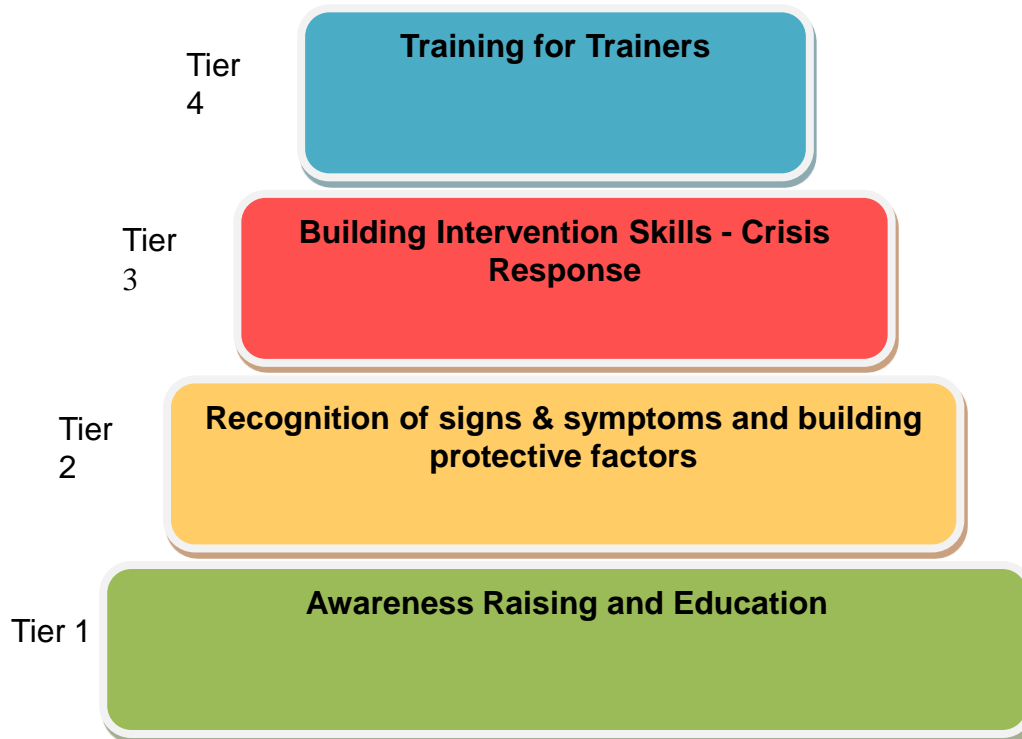 Tier
4
Training for Trainers
Tier
3
Building Intervention Skills - Crisis
Response
Tier
2
Recognition of signs & symptoms and building
protective factors
Tier 1
Awareness Raising and Education